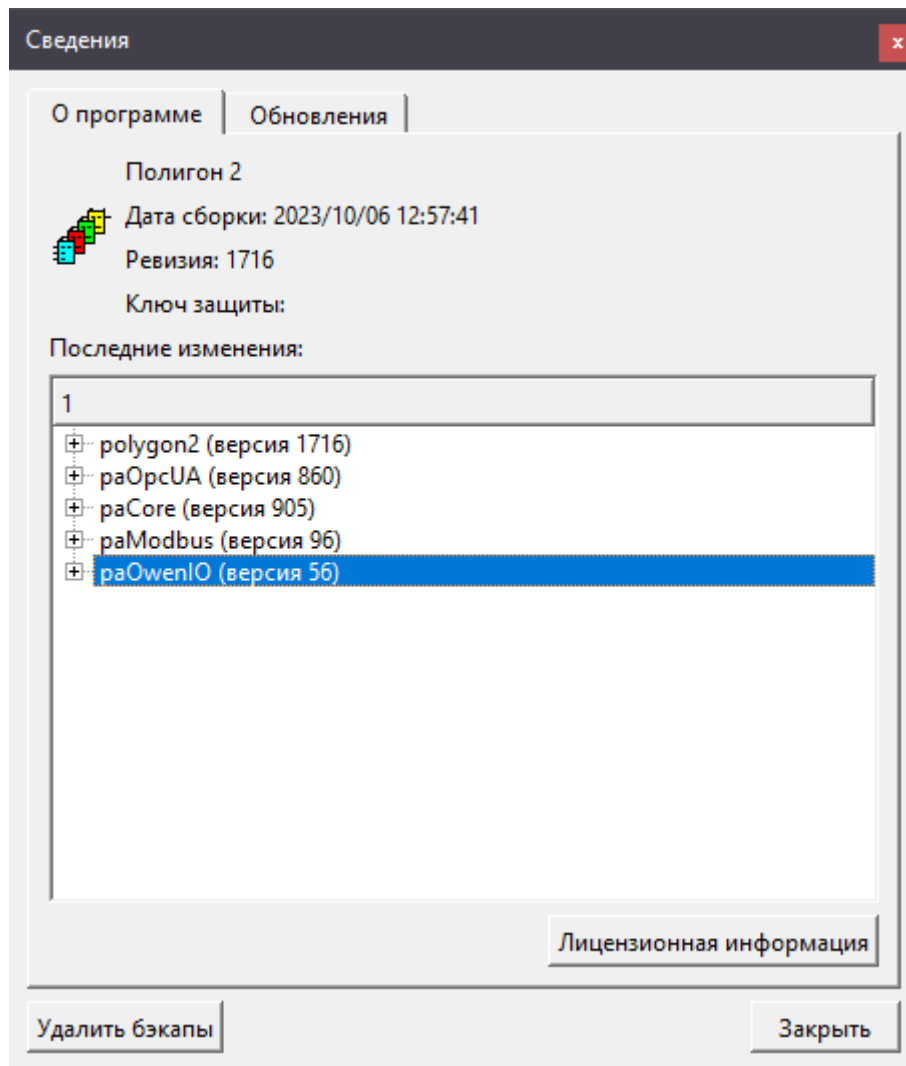 Сведения
x
О программе
Обновления
Полигон 2
Дата сборки: 2023/10/06 12:57:41
Ревизия: 1716
Ключ защиты:
Последние изменения:
1
polygon2 (версия 1716)
paOpcUA (версия 860)
paCore (версия 905)
paModbus (версия 96)
paOwenIO (версия 56)
Лицензионная информация
Удалить бэкапы
Закрыть